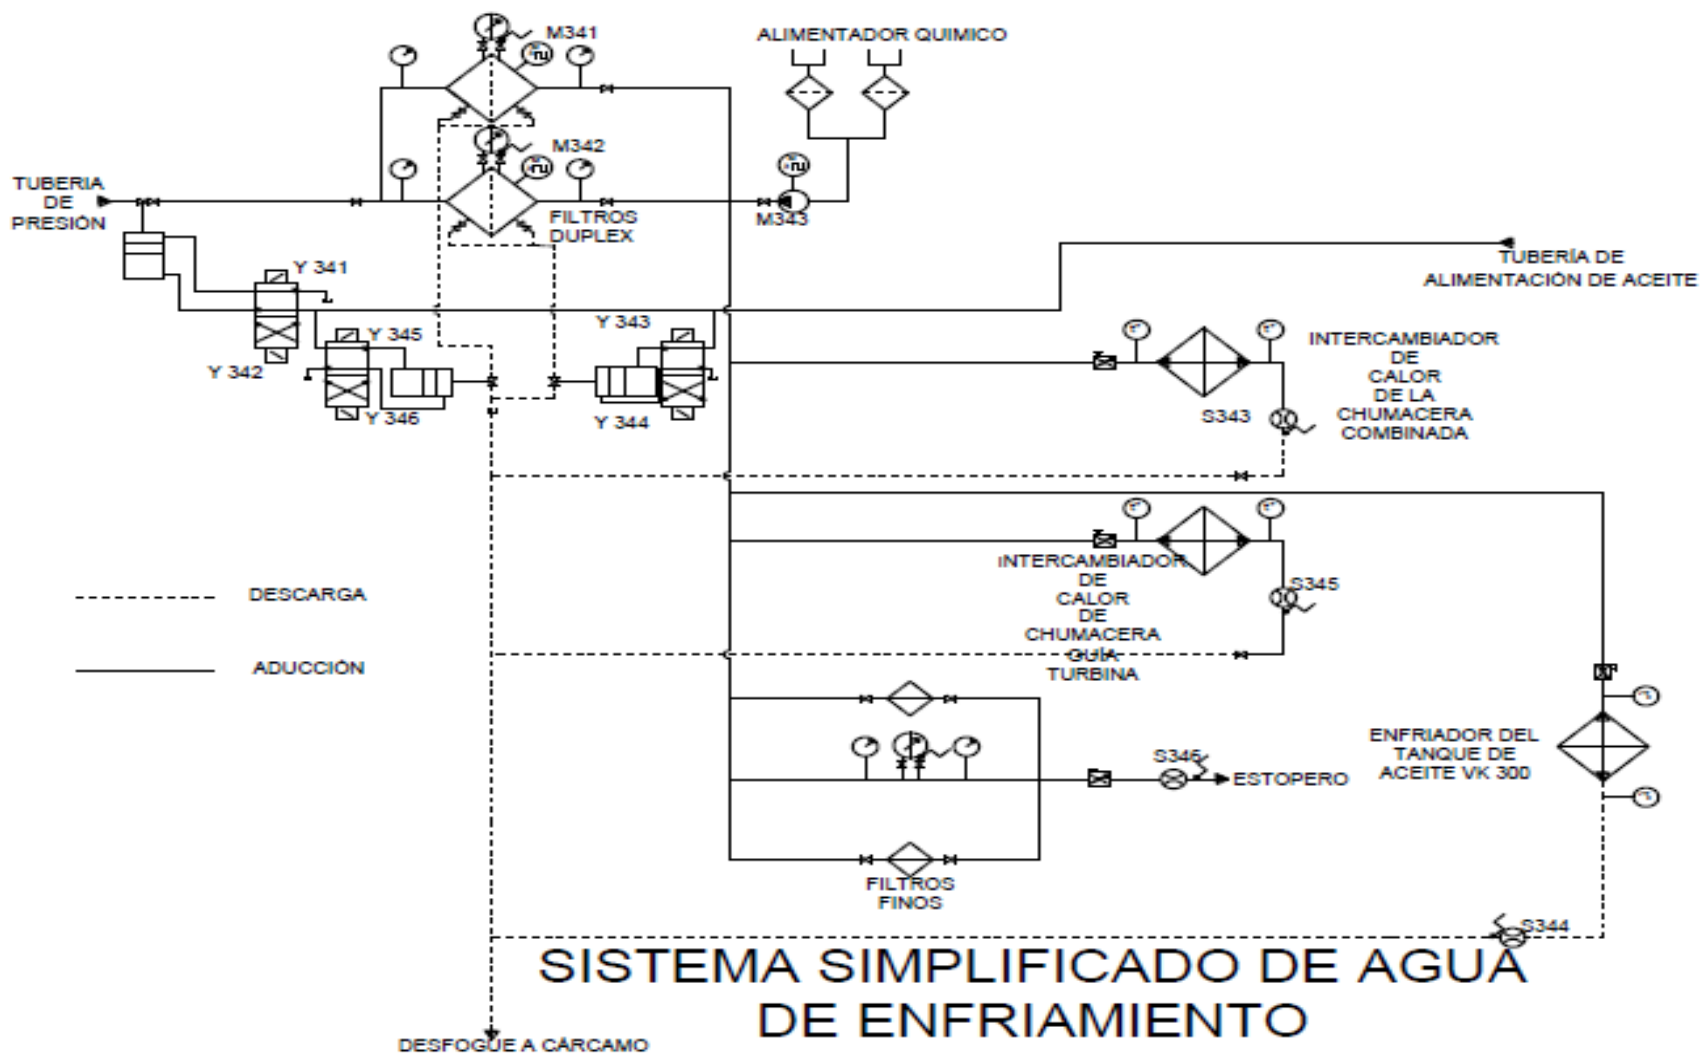 M341
ALIMENTADOR QUIMICO
M342
TUBERIA
DE
PRESIÓN
FILTROS
DUPLEX
M343
TUBERÍA DE
ALIMENTACIÓN DE ACEITE
Y 341
Y 342
Y 345
Y 346
Y 343
Y 344
INTERCAMBIADOR
DE
CALOR
DE LA
CHUMACERA
COMBINADA
S343
INTERCAMBIADOR
DE
CALOR
DE
CHUMACERA
GUÍA
TURBINA
S345
DESCARGA
ADUCCIÓN
ENFRIADOR DEL
TANQUE DE
ACEITE VK 300
S346
ESTOPERO
FILTROS
FINOS
S344
SISTEMA SIMPLIFICADO DE AGUA
DE ENFRIAMIENTO
DESFOGUE A CÁRCAMO